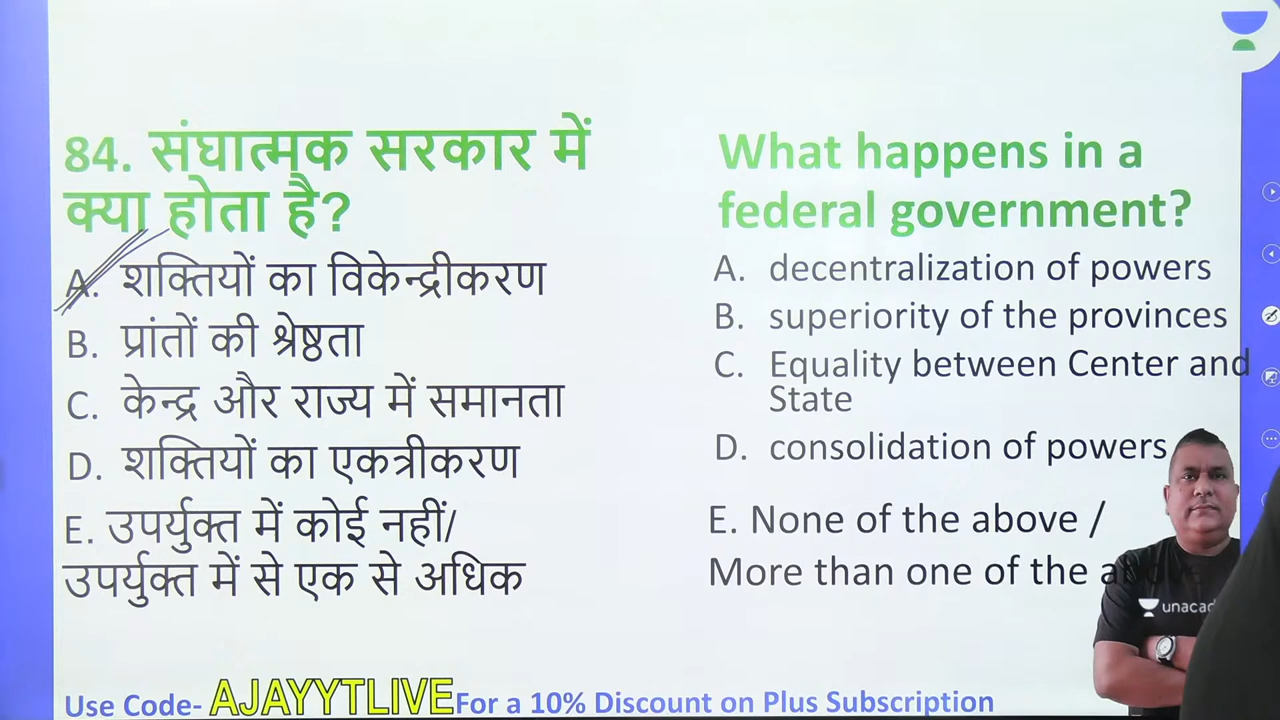 84. संघात्मक सरकार में
क्या होता है?
A. शक्तियों का विकेन्द्रीकरण
B. प्रांतों की श्रेष्ठता
C. केन्द्र और राज्य में समानता
D. शक्तियों का एकत्रीकरण
E. उपर्युक्त में कोई नहीं/
उपर्युक्त में से एक से अधिक
What happens in a
federal government?
A. decentralization of powers
B. superiority of the provinces
C. Equality between Center and
State
D. consolidation of powers
E. None of the above /
More than one of the above
unacad
Use Code- AJAYYTLIVE For a 10% Discount on Plus Subscription